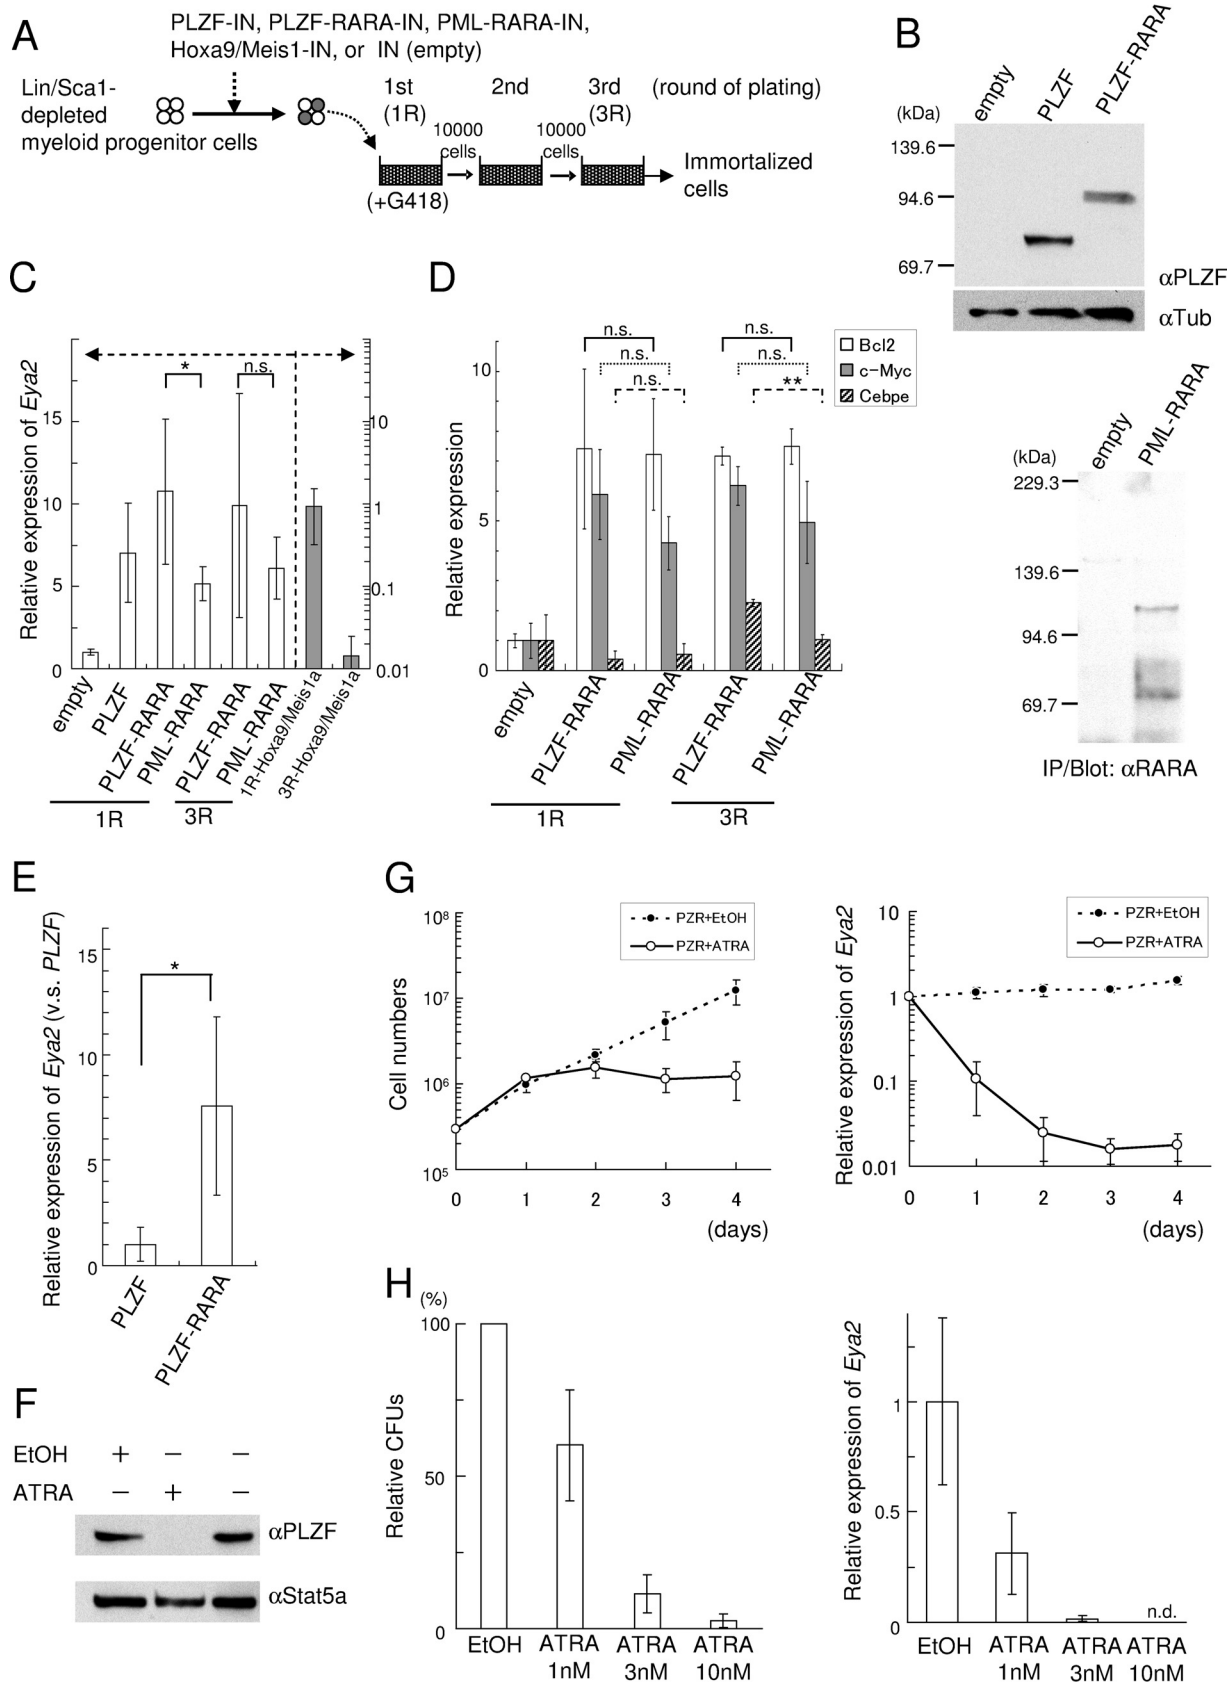 A
PLZF-IN, PLZF-RARA-IN, PML-RARA-IN,
Hoxa9/Meis1-IN, or IN (empty)
Lin/Sca1-
depleted
myeloid progenitor cells
1st
(1R)
2nd
3rd
(3R)
(round of plating)
10000
cells
10000
cells
(+G418)
Immortalized
cells
B
(kDa)
empty
PLZF
PLZF-RARA
139.6
94.6
69.7
αPLZF
αTub
(kDa)
empty
PML-RARA
229.3
139.6
94.6
69.7
IP/Blot: αRARA
C
Relative expression of Eya2
15
10
5
0
*
n.s.
10
1
0.1
0.01
empty
PLZF
PLZF-RARA
PML-RARA
PLZF-RARA
PML-RARA
1R-Hoxa9/Meis1a
3R-Hoxa9/Meis1a
1R
3R
D
Relative expression
10
5
0
n.s.
n.s.
n.s.
n.s.
n.s.
**
Bcl2
c-Myc
Cebpe
empty
PLZF-RARA
PML-RARA
PLZF-RARA
PML-RARA
1R
3R
E
Relative expression of Eya2 (v.s. PLZF)
15
10
5
0
*
PLZF
PLZF-RARA
F
EtOH + − −
ATRA − + −
αPLZF
αStat5a
G
Cell numbers
10⁸
10⁷
10⁶
10⁵
PZR+EtOH
PZR+ATRA
0 1 2 3 4
(days)
Relative expression of Eya2
10
1
0.1
0.01
PZR+EtOH
PZR+ATRA
0 1 2 3 4
(days)
H
(%)
Relative CFUs
100
50
0
EtOH
ATRA
1nM
ATRA
3nM
ATRA
10nM
Relative expression of Eya2
1
0.5
0
n.d.
EtOH
ATRA
1nM
ATRA
3nM
ATRA
10nM